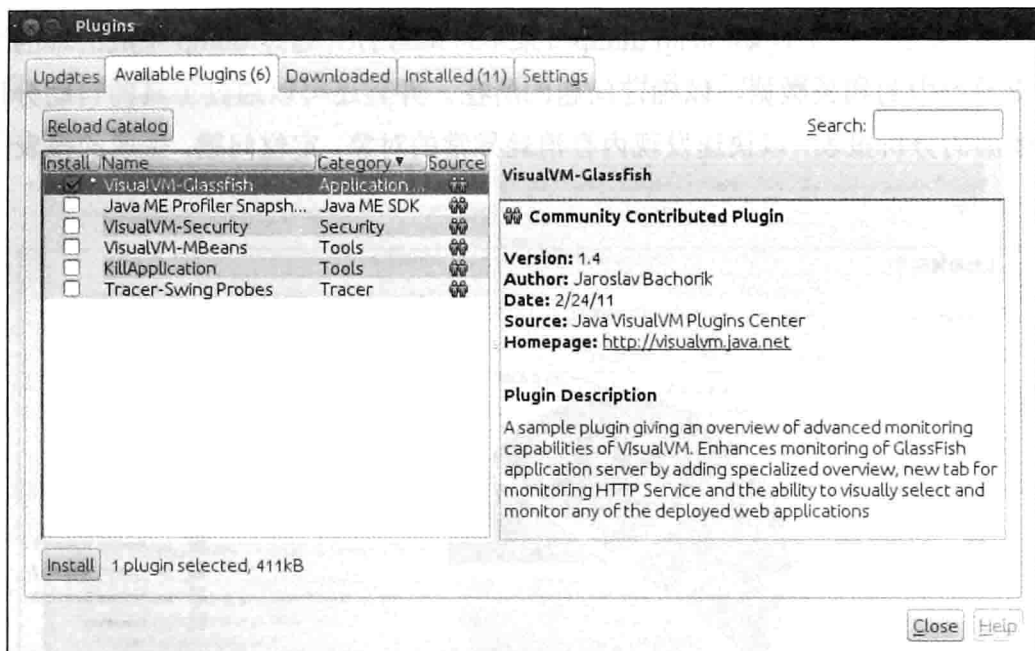 Plugins
Updates Available Plugins (6) Downloaded Installed (11) Settings
Reload Catalog
Search:
Install Name Category Source
VisualVM-Glassfish Application...
Java ME Profiler Snapsh... Java ME SDK
VisualVM-Security Security
VisualVM-MBeans Tools
KillApplication Tools
Tracer-Swing Probes Tracer
VisualVM-Glassfish
Community Contributed Plugin
Version: 1.4
Author: Jaroslav Bachorik
Date: 2/24/11
Source: Java VisualVM Plugins Center
Homepage: http://visualvm.java.net
Plugin Description
A sample plugin giving an overview of advanced monitoring
capabilities of VisualVM. Enhances monitoring of GlassFish
application server by adding specialized overview, new tab for
monitoring HTTP Service and the ability to visually select and
monitor any of the deployed web applications
Install 1 plugin selected, 411kB
Close Help